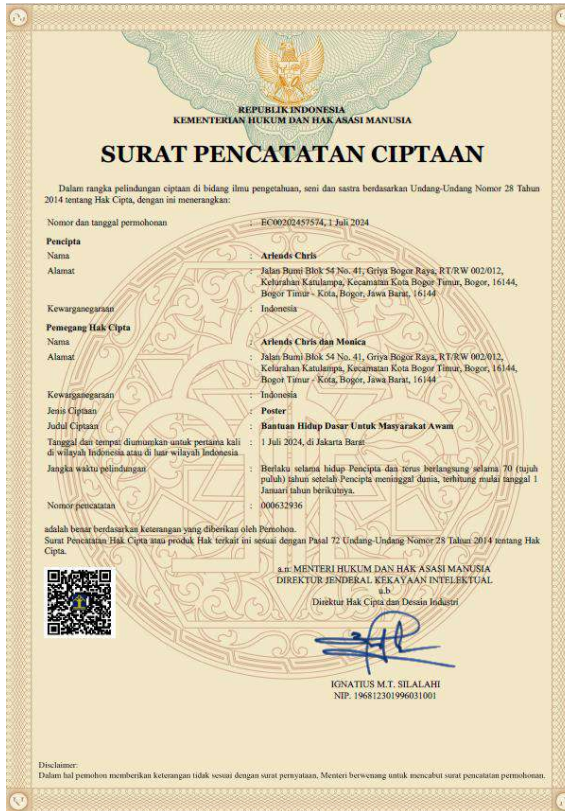 REPUBLIK INDONESIA
KEMENTERIAN HUKUM DAN HAK ASASI MANUSIA
SURAT PENCATATAN CIPTAAN
Dalam rangka pelindungan ciptaan di bidang ilmu pengetahuan, seni dan sastra berdasarkan Undang-Undang Nomor 28 Tahun
2014 tentang Hak Cipta, dengan ini menerangkan:
Nomor dan tanggal permohonan : EC00202457574, 1 Juli 2024
Pencipta
Nama : Arlends Chris
Alamat : Jalan Bumi Blok 54 No. 41, Griya Bogor Raya, RT/RW 002/012,
Kelurahan Katulampa, Kecamatan Kota Bogor Timur, Bogor, 16144,
Bogor Timur - Kota, Bogor, Jawa Barat, 16144
Kewarganegaraan : Indonesia
Pemegang Hak Cipta
Nama : Arlends Chris dan Monica
Alamat : Jalan Bumi Blok 54 No. 41, Griya Bogor Raya, RT/RW 002/012,
Kelurahan Katulampa, Kecamatan Kota Bogor Timur, Bogor, 16144,
Bogor Timur - Kota, Bogor, Jawa Barat, 16144
Kewarganegaraan : Indonesia
Jenis Ciptaan : Poster
Judul Ciptaan : Bantuan Hidup Dasar Untuk Masyarakat Awam
Tanggal dan tempat diumumkan untuk pertama kali : 1 Juli 2024, di Jakarta Barat
di wilayah Indonesia atau di luar wilayah Indonesia
Jangka waktu pelindungan : Berlaku selama hidup Pencipta dan terus berlangsung selama 70 (tujuh
puluh) tahun setelah Pencipta meninggal dunia, terhitung mulai tanggal 1
Januari tahun berikutnya.
Nomor pencatatan : 000632936
adalah benar berdasarkan keterangan yang diberikan oleh Pemohon.
Surat Pencatatan Hak Cipta atau produk Hak terkait ini sesuai dengan Pasal 72 Undang-Undang Nomor 28 Tahun 2014 tentang Hak
Cipta.
a.n. MENTERI HUKUM DAN HAK ASASI MANUSIA
DIREKTUR JENDERAL KEKAYAAN INTELEKTUAL
u.b
Direktur Hak Cipta dan Desain Industri
IGNATIUS M.T. SILALAHI
NIP. 196812301996031001
Disclaimer:
Dalam hal pemohon memberikan keterangan tidak sesuai dengan surat pernyataan, Menteri berwenang untuk mencabut surat pencatatan permohonan.